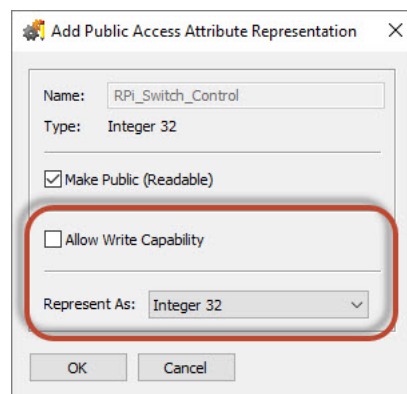 Add Public Access Attribute Representation
Name: RPi_Switch_Control
Type: Integer 32
Make Public (Readable)
Allow Write Capability
Represent As: Integer 32
OK Cancel